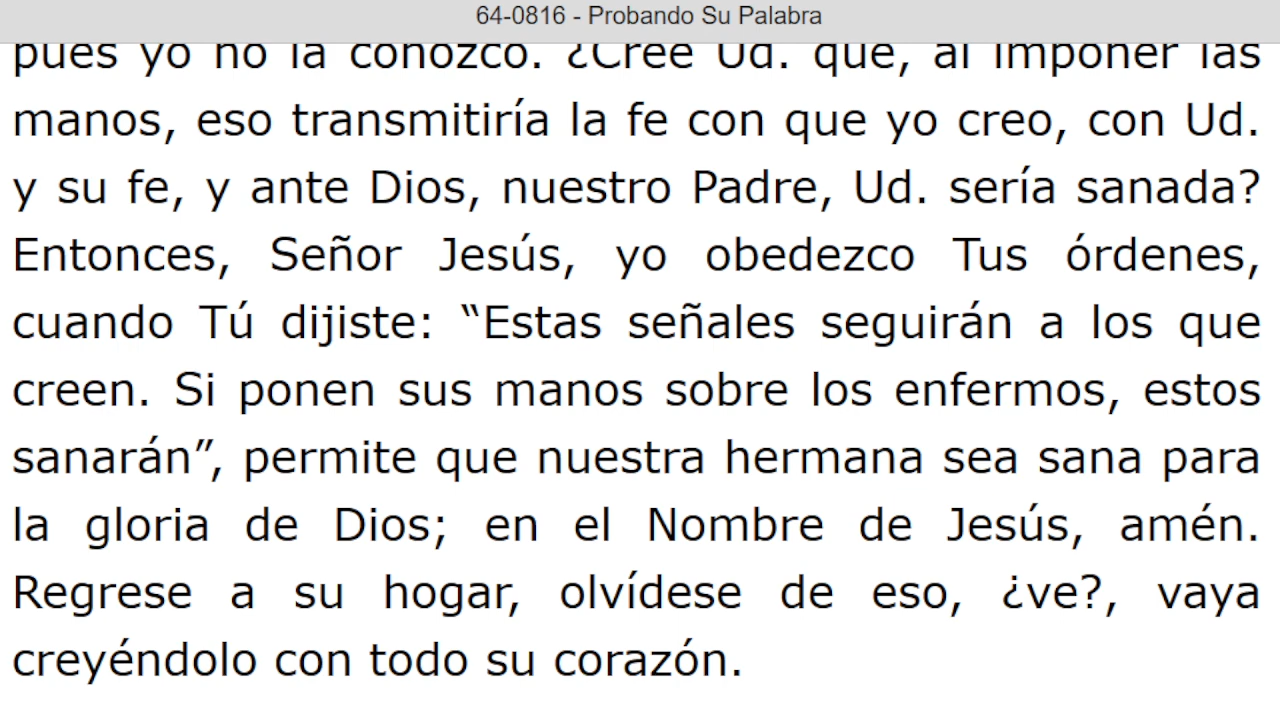 64-0816 - Probando Su Palabra
pues yo no la conozco. ¿Cree Ud. que, al imponer las
manos, eso transmitiría la fe con que yo creo, con Ud.
y su fe, y ante Dios, nuestro Padre, Ud. sería sanada?
Entonces, Señor Jesús, yo obedezco Tus órdenes,
cuando Tú dijiste: “Estas señales seguirán a los que
creen. Si ponen sus manos sobre los enfermos, estos
sanarán”, permite que nuestra hermana sea sana para
la gloria de Dios; en el Nombre de Jesús, amén.
Regrese a su hogar, olvídese de eso, ¿ve?, vaya
creyéndolo con todo su corazón.